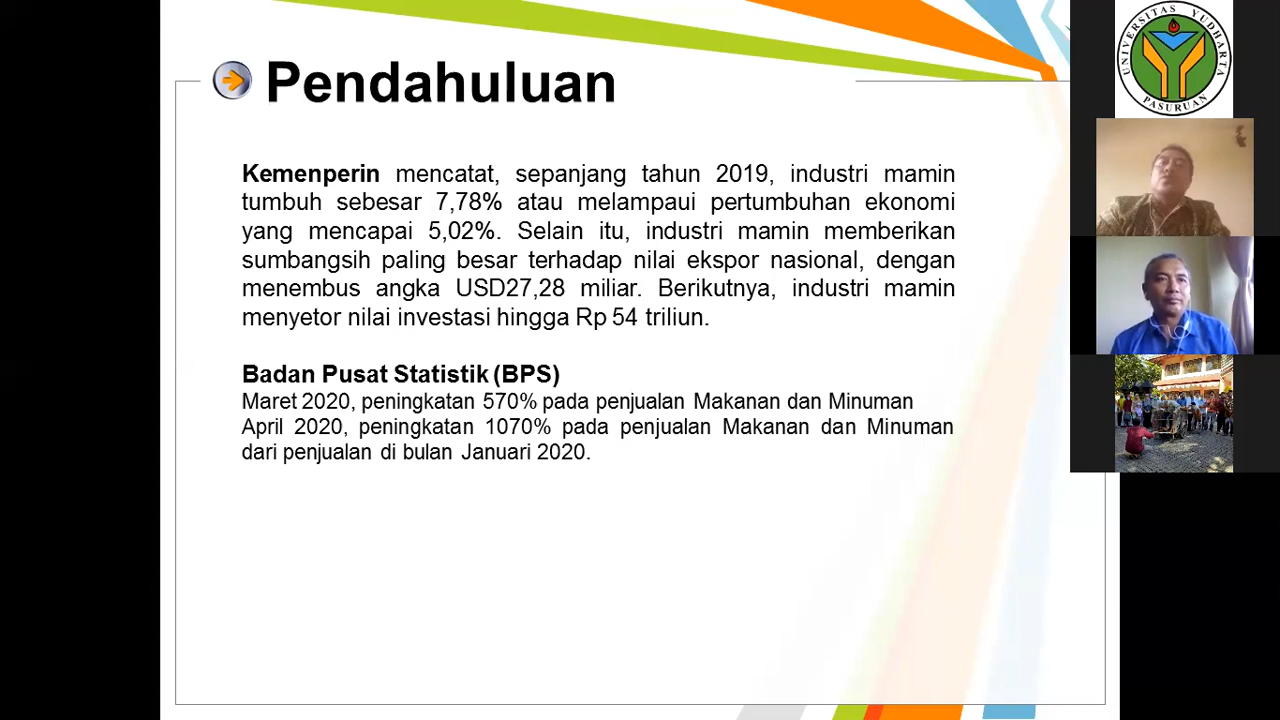 Pendahuluan
Kemenperin mencatat, sepanjang tahun 2019, industri mamin
tumbuh sebesar 7,78% atau melampaui pertumbuhan ekonomi
yang mencapai 5,02%. Selain itu, industri mamin memberikan
sumbangsih paling besar terhadap nilai ekspor nasional, dengan
menembus angka USD27,28 miliar. Berikutnya, industri mamin
menyetor nilai investasi hingga Rp 54 triliun.
Badan Pusat Statistik (BPS)
Maret 2020, peningkatan 570% pada penjualan Makanan dan Minuman
April 2020, peningkatan 1070% pada penjualan Makanan dan Minuman
dari penjualan di bulan Januari 2020.
UNIVERSITAS YUDHARTA
PASURUAN